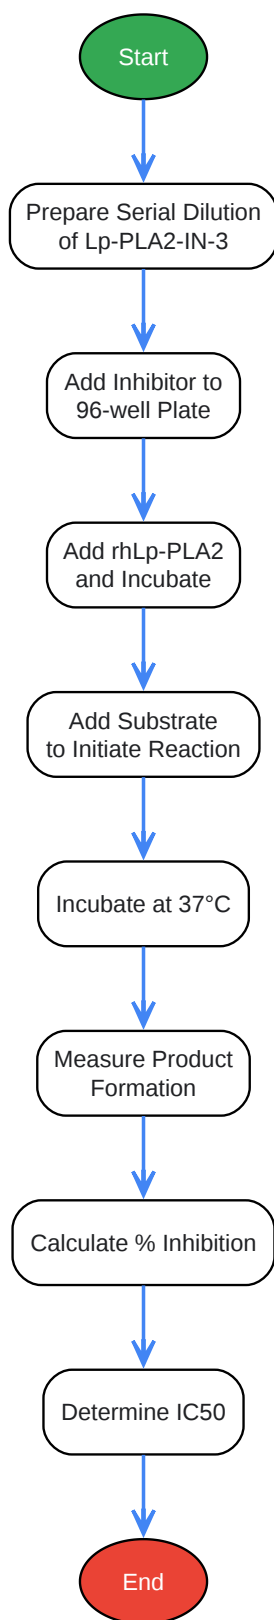 Start
Prepare Serial Dilution
of Lp-PLA2-IN-3
Add Inhibitor to
96-well Plate
Add rhLp-PLA2
and Incubate
Add Substrate
to Initiate Reaction
Incubate at 37°C
Measure Product
Formation
Calculate % Inhibition
Determine IC50
End